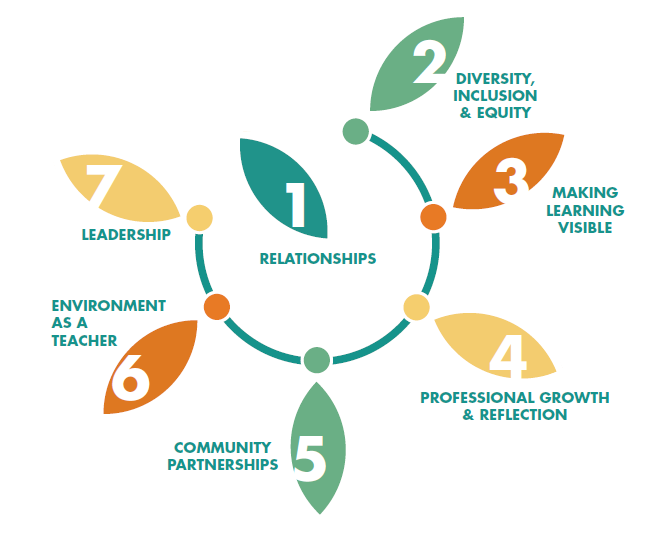 1
RELATIONSHIPS
2
DIVERSITY,
INCLUSION
& EQUITY
3
MAKING
LEARNING
VISIBLE
4
PROFESSIONAL GROWTH
& REFLECTION
5
COMMUNITY
PARTNERSHIPS
6
ENVIRONMENT
AS A
TEACHER
7
LEADERSHIP